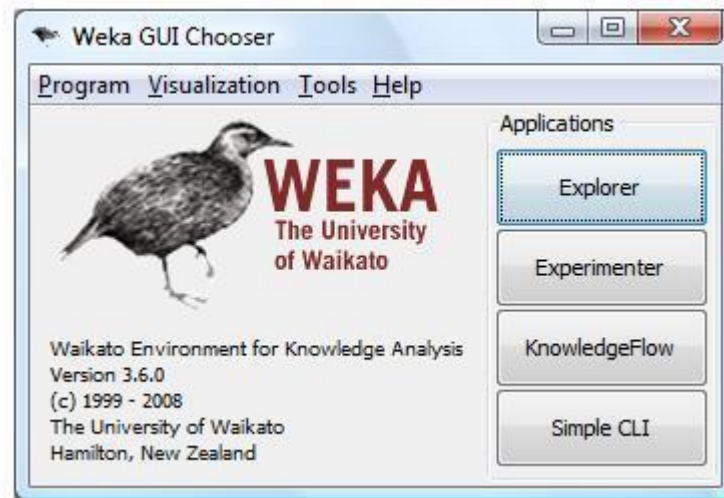 Weka GUI Chooser
Program Visualization Tools Help
WEKA
The University
of Waikato
Waikato Environment for Knowledge Analysis
Version 3.6.0
(c) 1999 - 2008
The University of Waikato
Hamilton, New Zealand
Applications
Explorer
Experimenter
KnowledgeFlow
Simple CLI